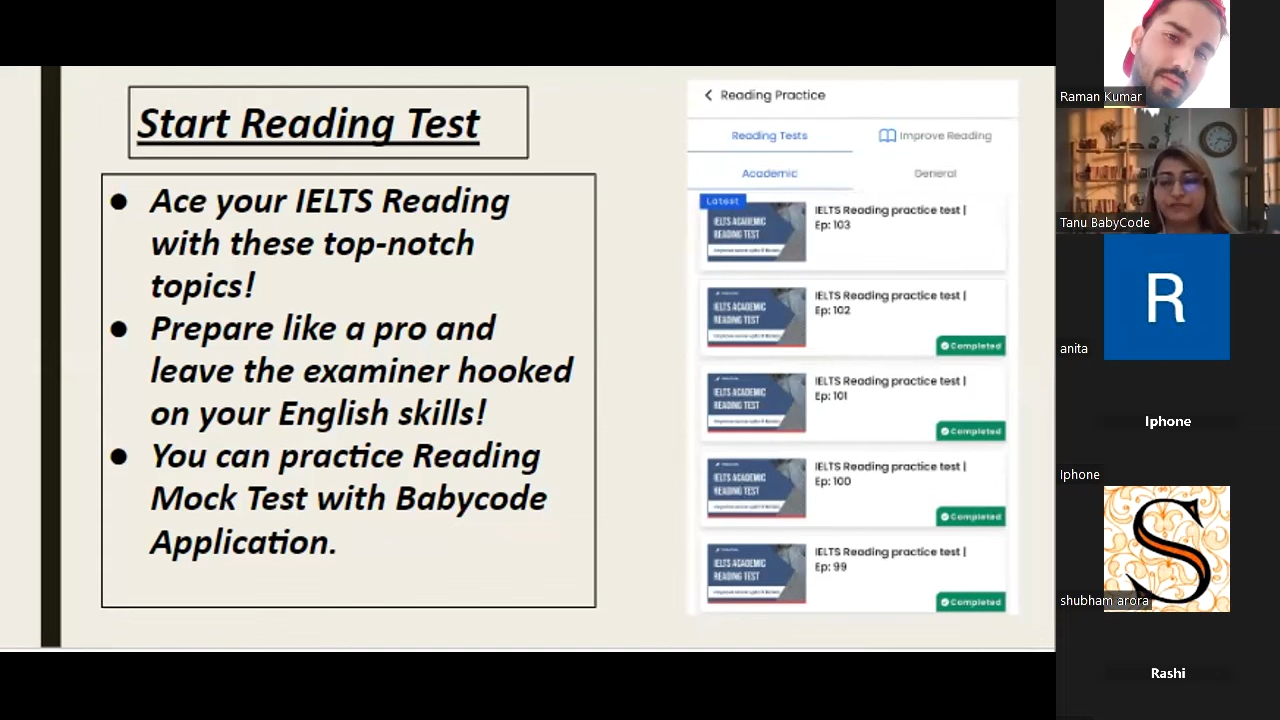 Start Reading Test
● Ace your IELTS Reading
with these top-notch
topics!
● Prepare like a pro and
leave the examiner hooked
on your English skills!
● You can practice Reading
Mock Test with Babycode
Application.
Reading Practice
Reading Tests
Improve Reading
Academic
General
Latest
IELTS ACADEMIC
READING TEST
IELTS Reading practice test |
Ep: 103
IELTS ACADEMIC
READING TEST
IELTS Reading practice test |
Ep: 102
Completed
IELTS ACADEMIC
READING TEST
IELTS Reading practice test |
Ep: 101
Completed
IELTS ACADEMIC
READING TEST
IELTS Reading practice test |
Ep: 100
Completed
IELTS ACADEMIC
READING TEST
IELTS Reading practice test |
Ep: 99
Completed
Raman Kumar
Tanu BabyCode
R
anita
Iphone
Iphone
S
shubham arora
Rashi